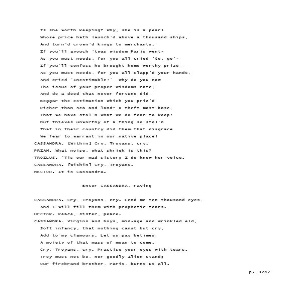 Is she worth keeping? Why, she is a pearl
Whose price hath launch'd above a thousand ships,
And turn'd crown'd kings to merchants.
If you'll avouch 'twas wisdom Paris went-
As you must needs, for you all cried 'Go, go'-
If you'll confess he brought home worthy prize-
As you must needs, for you all clapp'd your hands,
And cried 'Inestimable!'- why do you now
The issue of your proper wisdoms rate,
And do a deed that never fortune did-
Beggar the estimation which you priz'd
Richer than sea and land? O theft most base,
That we have stol'n what we do fear to keep!
But thieves unworthy of a thing so stol'n
That in their country did them that disgrace
We fear to warrant in our native place!
CASSANDRA. [Within] Cry, Troyans, cry.
PRIAM. What noise, what shriek is this?
TROILUS. 'Tis our mad sister; I do know her voice.
CASSANDRA. [Within] Cry, Troyans.
HECTOR. It is Cassandra.
Enter CASSANDRA, raving
CASSANDRA. Cry, Troyans, cry. Lend me ten thousand eyes,
And I will fill them with prophetic tears.
HECTOR. Peace, sister, peace.
CASSANDRA. Virgins and boys, mid-age and wrinkled eld,
Soft infancy, that nothing canst but cry,
Add to my clamours. Let us pay betimes
A moiety of that mass of moan to come.
Cry, Troyans, cry. Practise your eyes with tears.
Troy must not be, nor goodly Ilion stand;
Our firebrand brother, Paris, burns us all.